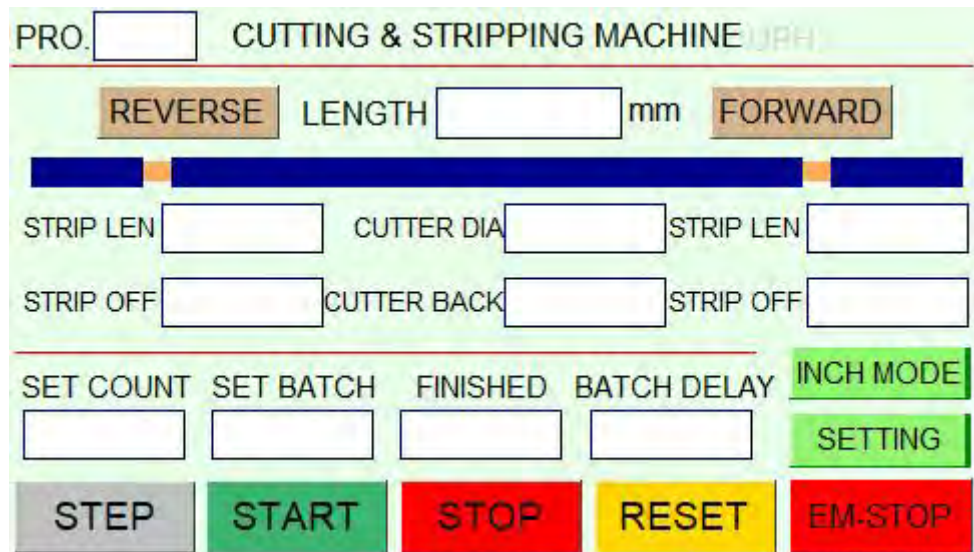 PRO. CUTTING & STRIPPING MACHINE
REVERSE LENGTH mm FORWARD
STRIP LEN CUTTER DIA STRIP LEN
STRIP OFF CUTTER BACK STRIP OFF
SET COUNT SET BATCH FINISHED BATCH DELAY INCH MODE
SETTING
STEP START STOP RESET EM-STOP